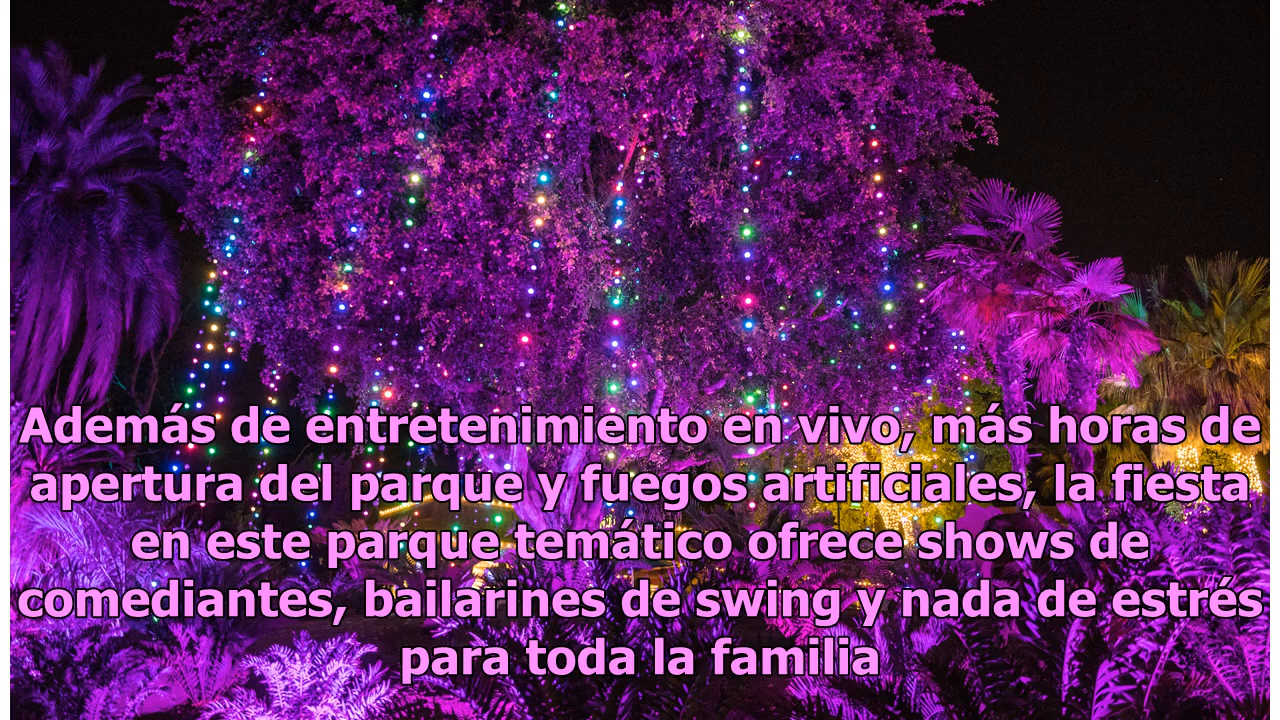 Además de entretenimiento en vivo, más horas de
apertura del parque y fuegos artificiales, la fiesta
en este parque temático ofrece shows de
comediantes, bailarines de swing y nada de estrés
para toda la familia